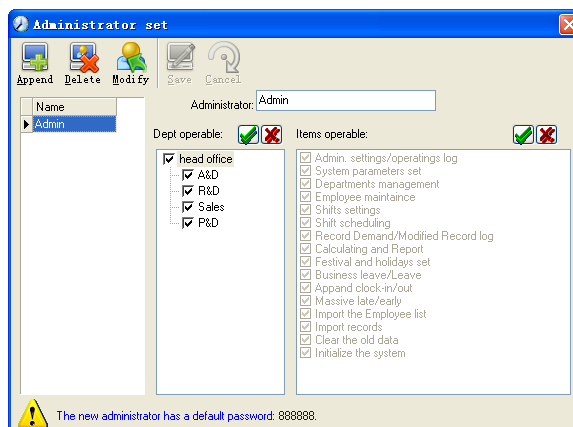 Administrator set
Append Delete Modify Save Cancel
Name
Admin
Administrator: Admin
Dept operable:
head office
A&D
R&D
Sales
P&D
Items operable:
Admin. settings/operatings log
System parameters set
Departments management
Employee maintaince
Shifts settings
Shift scheduling
Record Demand/Modified Record log
Calculating and Report
Festival and holidays set
Business leave/Leave
Appand clock-in/out
Massive late/early
Import the Employee list
Import records
Clear the old data
Initialize the system
The new administrator has a default password: 888888.